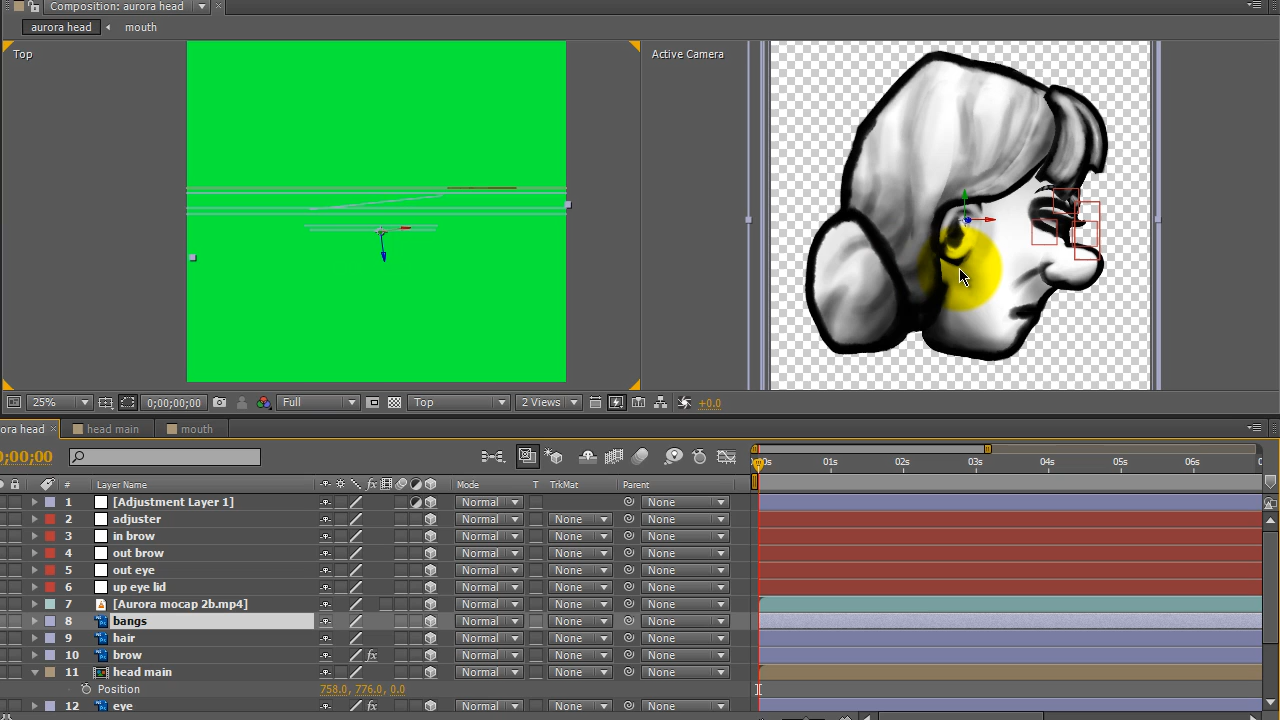 Composition: aurora head
aurora head mouth
Top
Active Camera
25% 0;00;00;00 Full Top 2 Views +0.0
ora head head main mouth
0;00;00
00s 01s 02s 03s 04s 05s 06s
# Layer Name fx Mode T TrkMat Parent
1 [Adjustment Layer 1] Normal None
2 adjuster Normal None None
3 in brow Normal None None
4 out brow Normal None None
5 out eye Normal None None
6 up eye lid Normal None None
7 [Aurora mocap 2b.mp4] Normal None None
8 bangs Normal None None
9 hair Normal None None
10 brow fx Normal None None
11 head main Normal None None
Position 758.0, 776.0, 0.0
12 eye fx Normal None None